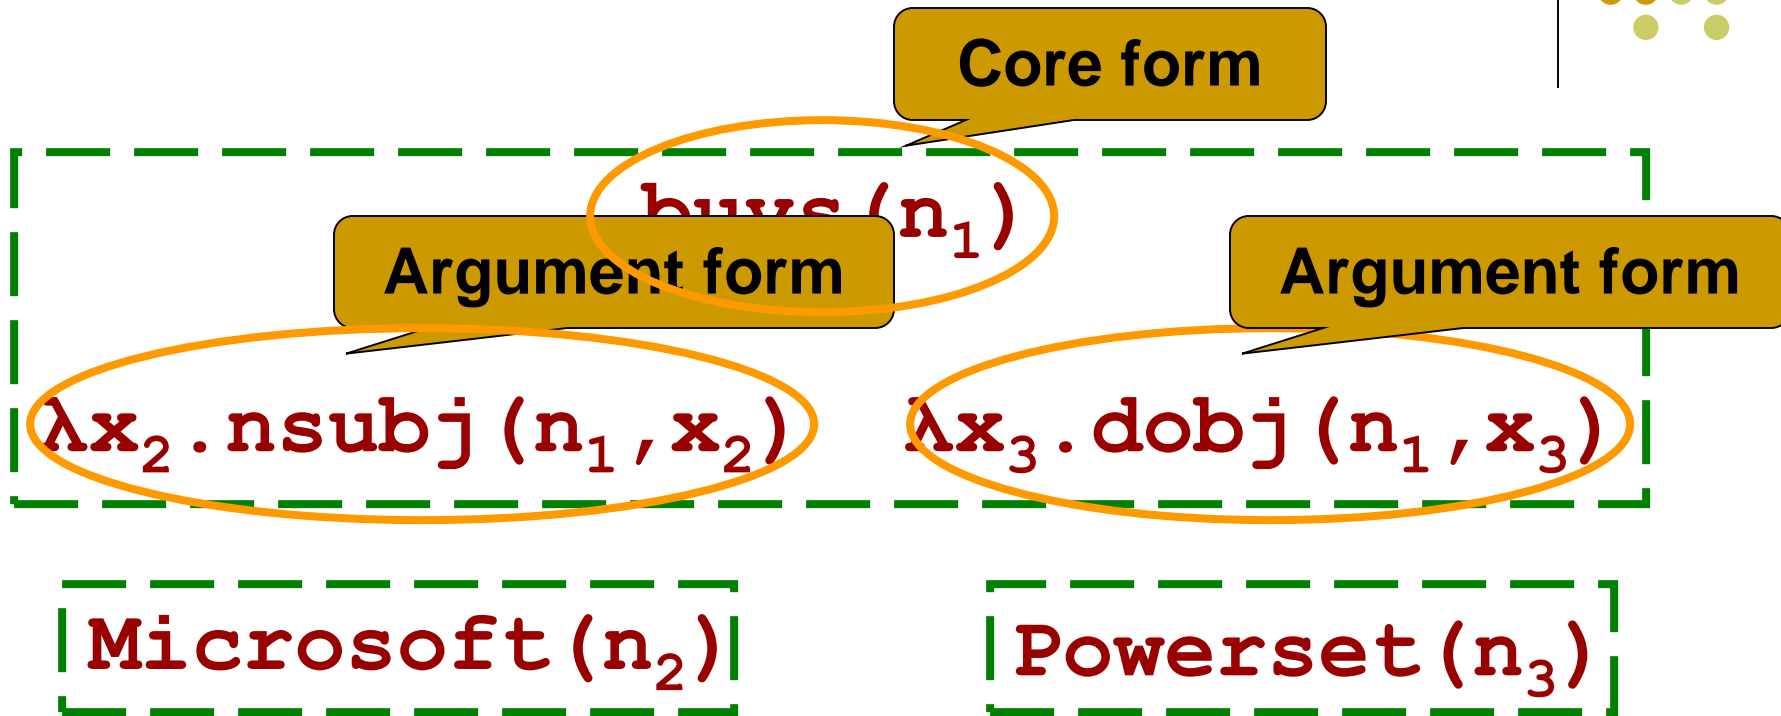 Core form
buys(n₁)
Argument form
Argument form
λx₂.nsubj(n₁,x₂)
λx₃.dobj(n₁,x₃)
Microsoft(n₂)
Powerset(n₃)